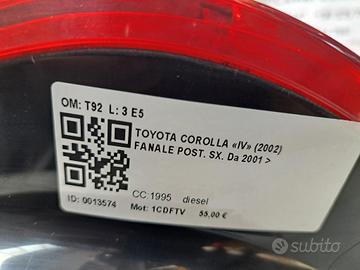 OM: T92 L: 3 E5
TOYOTA COROLLA «IV» (2002)
FANALE POST. SX. Da 2001 >
CC:1995 diesel
ID: 0013574
Mot: 1CDFTV 55,00 €
subito